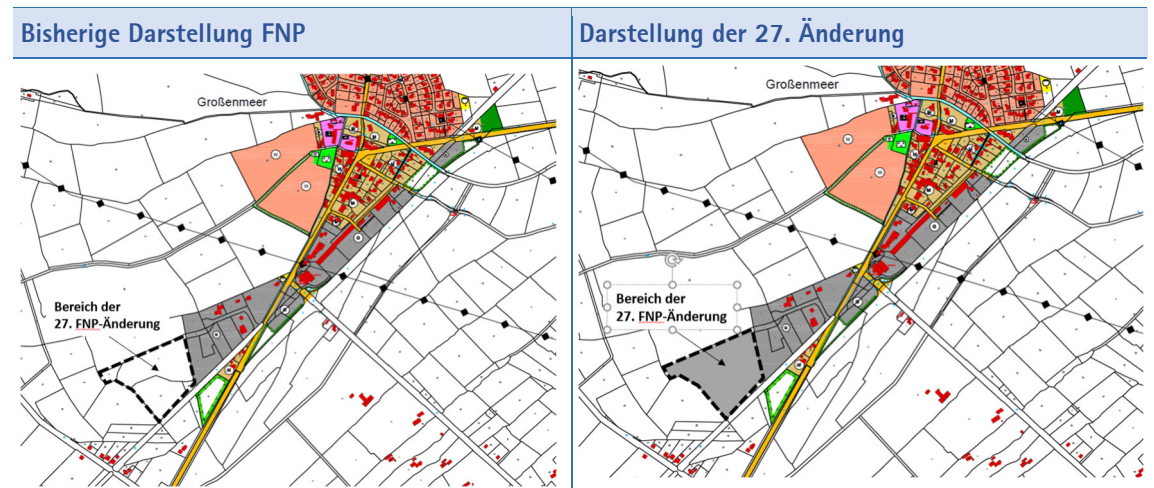 Bisherige Darstellung FNP
Darstellung der 27. Änderung
Großenmeer
Bereich der
27. FNP-Änderung
Großenmeer
Bereich der
27. FNP-Änderung